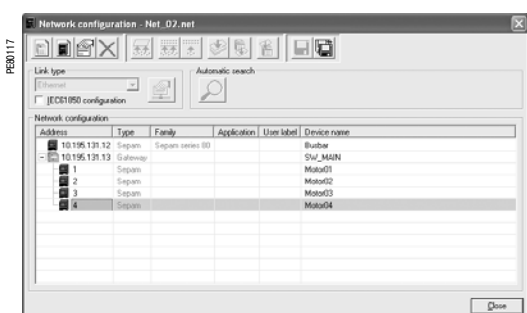 Network configuration - Net_02.net
PE80117
Link type
Automatic search
Ethernet
IEC61850 configuration
Network configuration
Address Type Family Application User label Device name
10.195.131.12 Sepam Sepam series 80 Busbar
10.195.131.13 Gateway SW_MAIN
1 Sepam Motor01
2 Sepam Motor02
3 Sepam Motor03
4 Sepam Motor04
Close